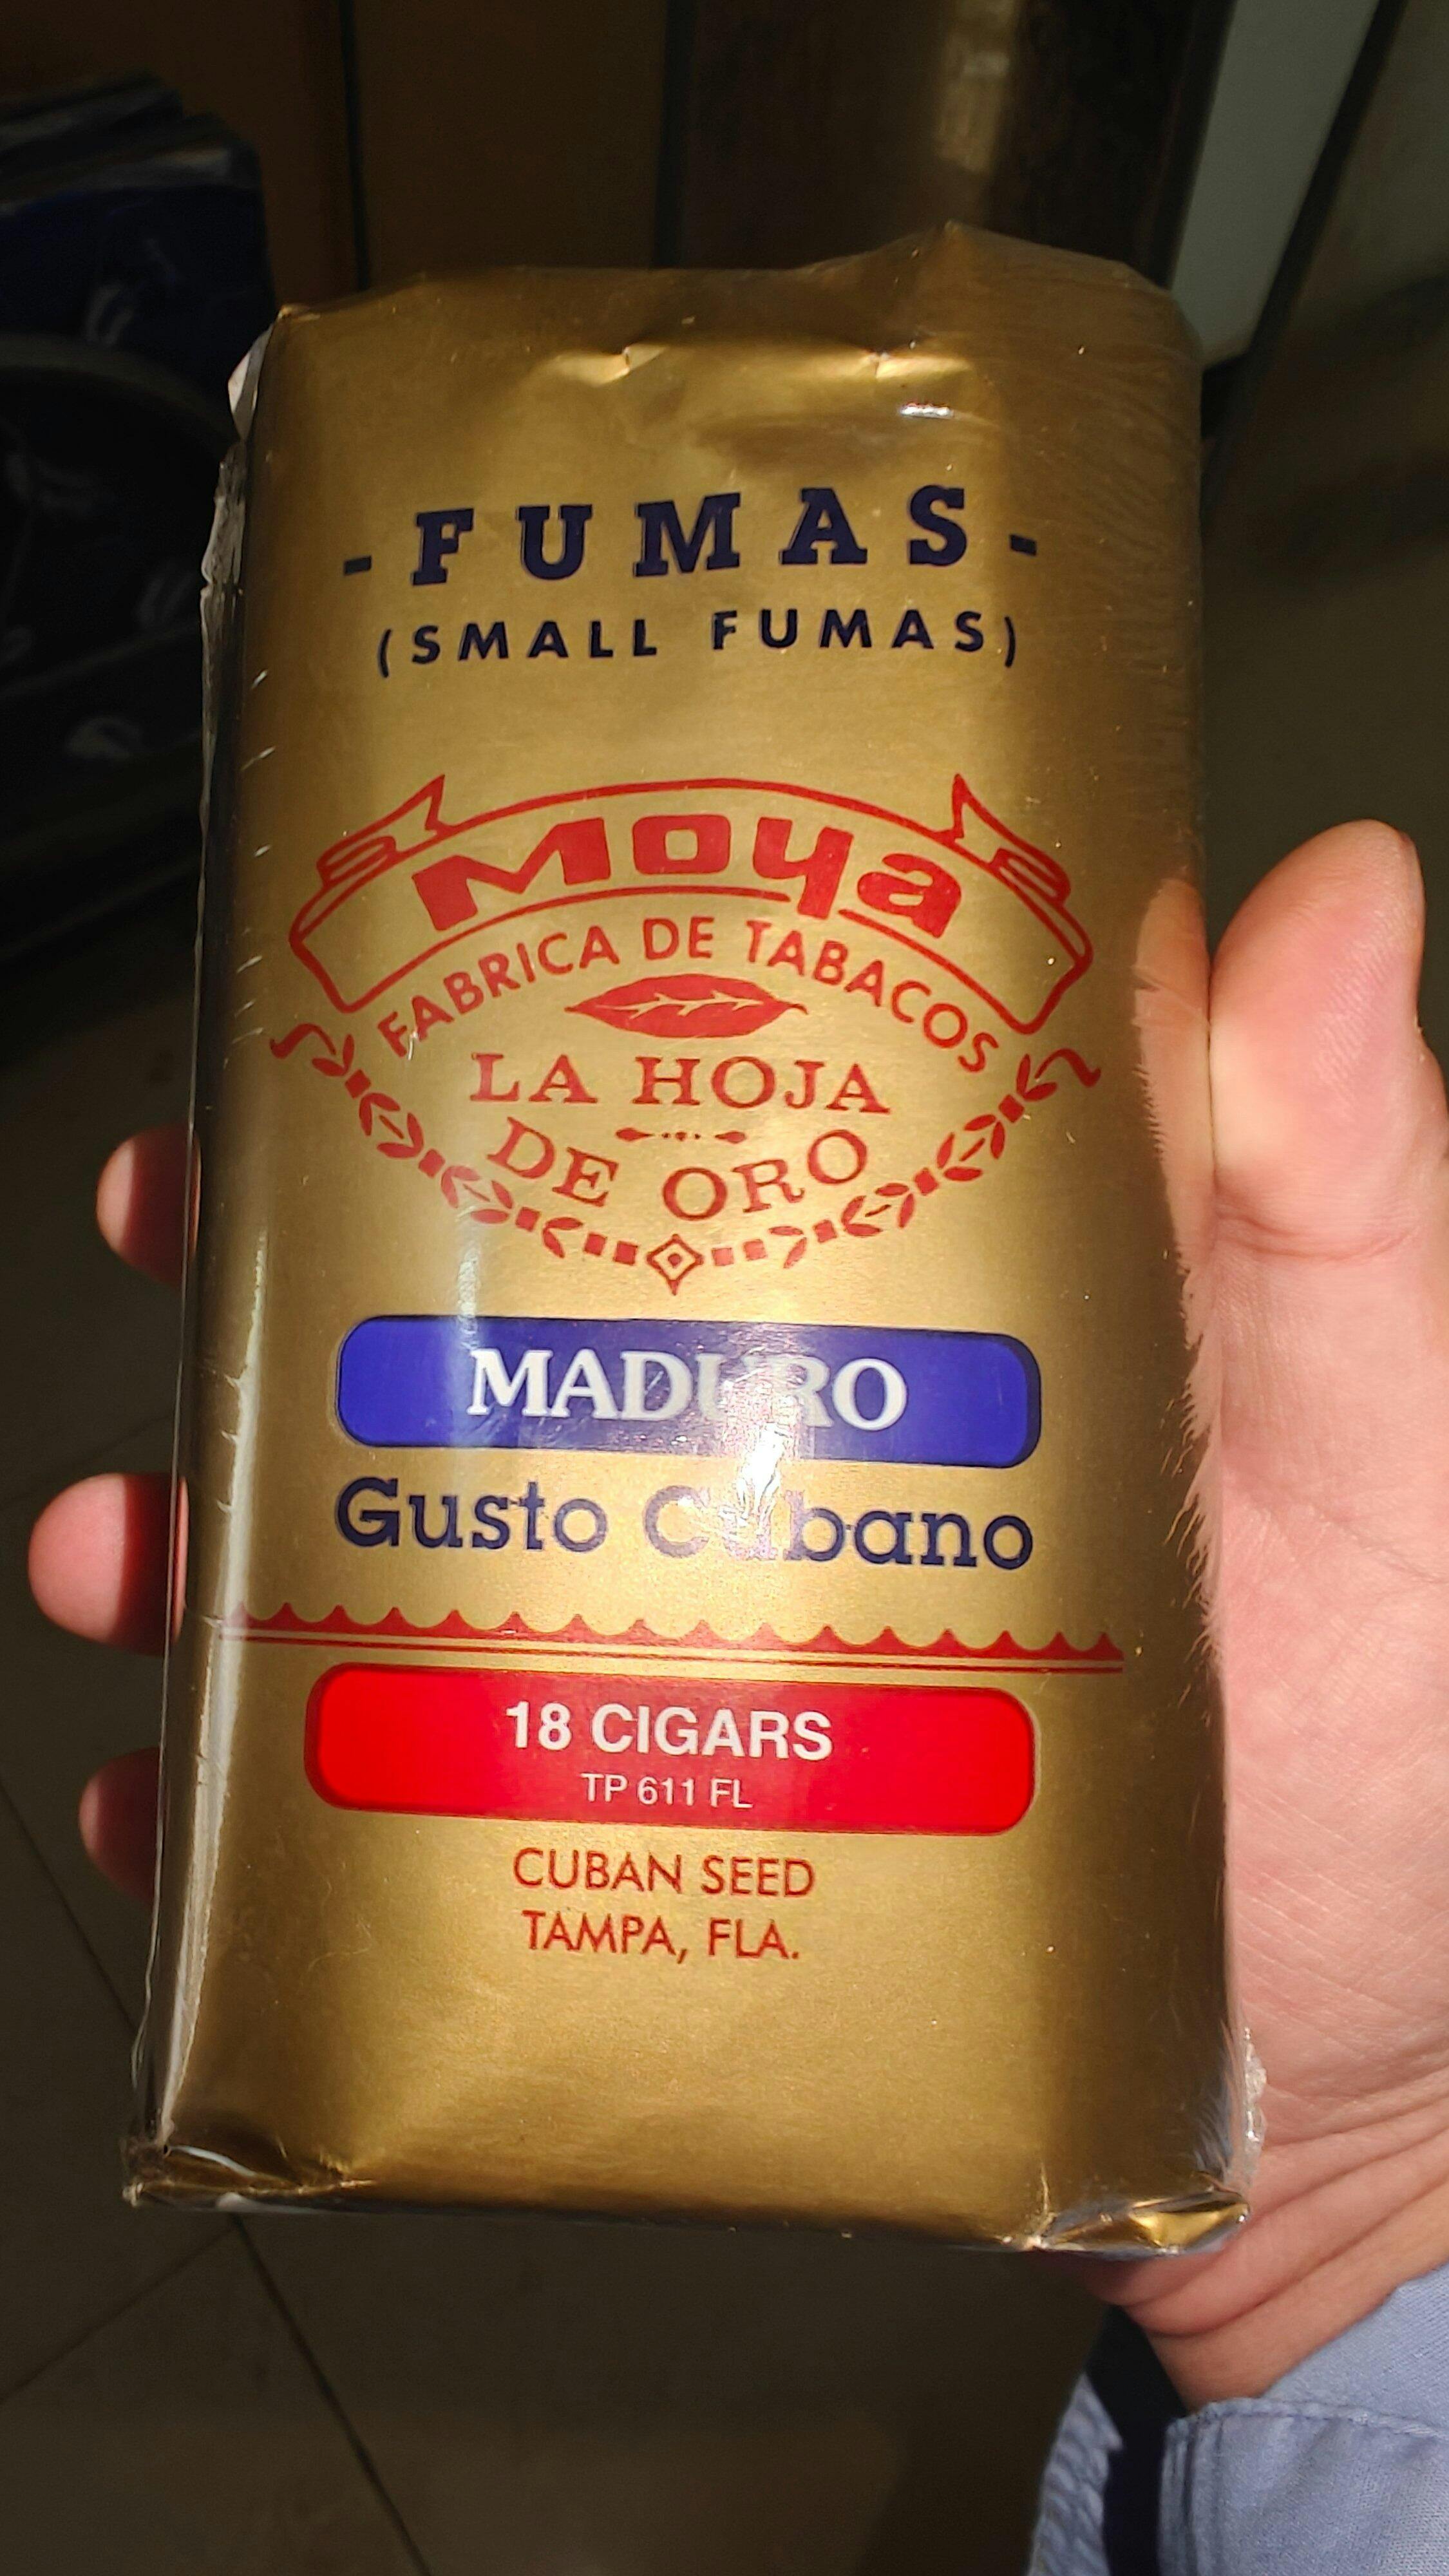 -FUMAS-
(SMALL FUMAS)
Moya
FABRICA DE TABACOS
LA HOJA
DE ORO
MADURO
Gusto Cubano
18 CIGARS
TP 611 FL
CUBAN SEED
TAMPA, FLA.